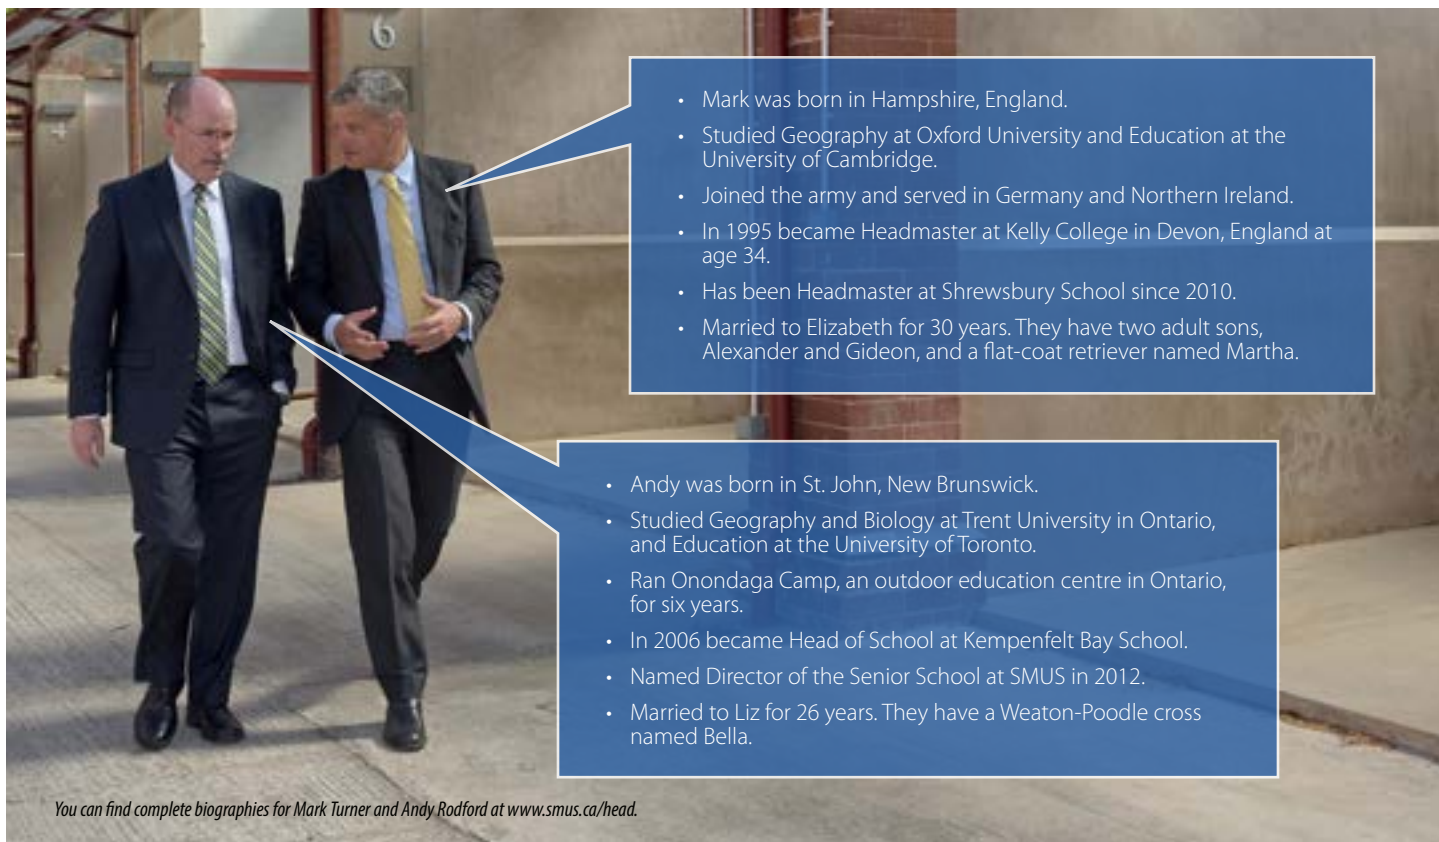 6
4
• Mark was born in Hampshire, England.
• Studied Geography at Oxford University and Education at the
University of Cambridge.
• Joined the army and served in Germany and Northern Ireland.
• In 1995 became Headmaster at Kelly College in Devon, England at
age 34.
• Has been Headmaster at Shrewsbury School since 2010.
• Married to Elizabeth for 30 years. They have two adult sons,
Alexander and Gideon, and a flat-coat retriever named Martha.
• Andy was born in St. John, New Brunswick.
• Studied Geography and Biology at Trent University in Ontario,
and Education at the University of Toronto.
• Ran Onondaga Camp, an outdoor education centre in Ontario,
for six years.
• In 2006 became Head of School at Kempenfelt Bay School.
• Named Director of the Senior School at SMUS in 2012.
• Married to Liz for 26 years. They have a Weaton-Poodle cross
named Bella.
You can find complete biographies for Mark Turner and Andy Rodford at www.smus.ca/head.